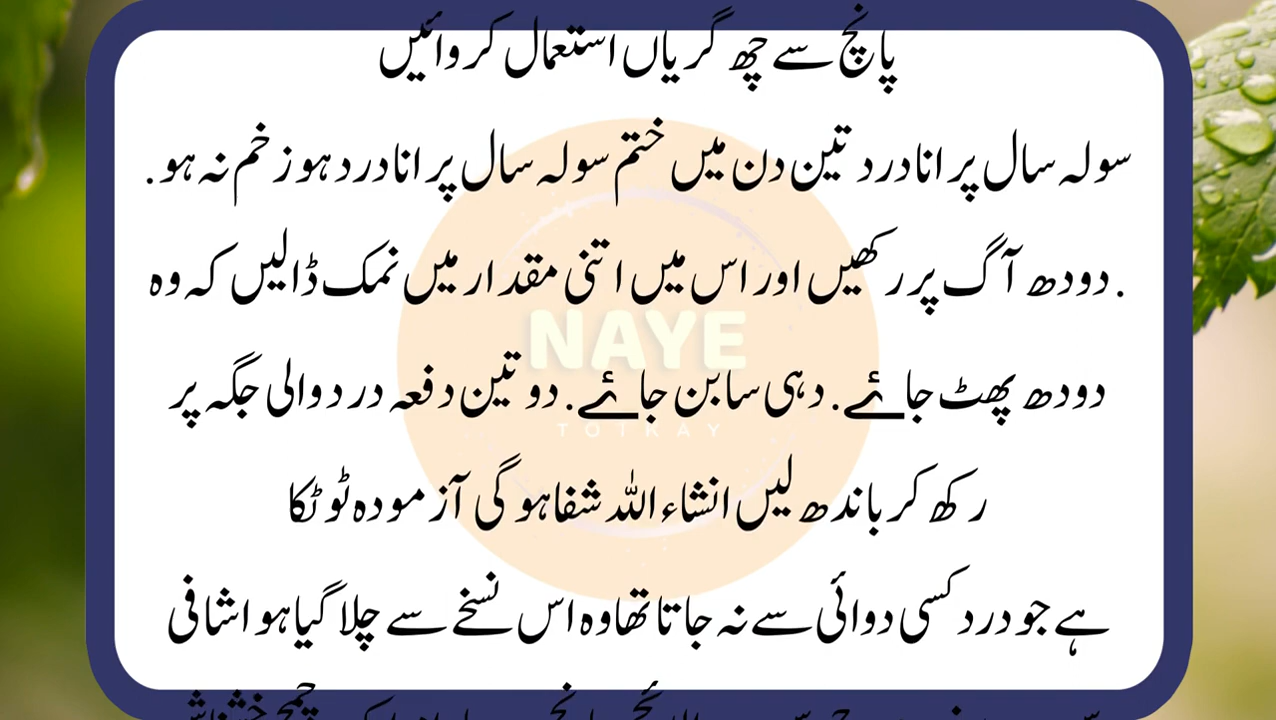 پانچ سے چھ گریاں استعمال کروائیں
سولہ سال پرانا درد تین دن میں ختم سولہ سال پرانا درد ہو زخم نہ ہو.
.دودھ آگ پر رکھیں اور اس میں اتنی مقدار میں نمک ڈالیں کہ وہ
NAYE
دودھ پھٹ جائے.دہی سا بن جائے.دو تین دفعہ درد والی جگہ پر
TOTKAY
رکھ کر باندھ لیں انشاء اللہ شفا ہو گی آزمودہ ٹوٹکا
ہے جو درد کسی دوائی سے نہ جاتا تھا وہ اس نسخے سے چلا گیا ہو اشافی